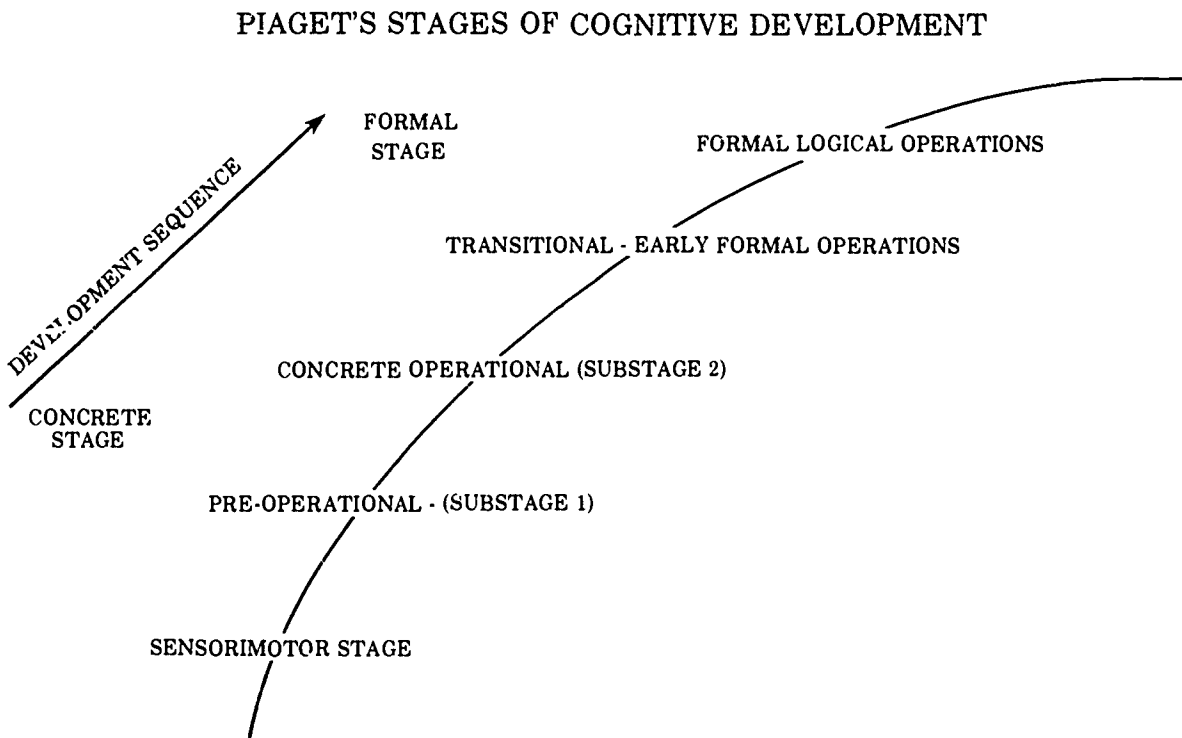 PIAGET'S STAGES OF COGNITIVE DEVELOPMENT
FORMAL
STAGE
FORMAL LOGICAL OPERATIONS
DEVELOPMENT SEQUENCE
TRANSITIONAL - EARLY FORMAL OPERATIONS
CONCRETE OPERATIONAL (SUBSTAGE 2)
CONCRETE
STAGE
PRE-OPERATIONAL - (SUBSTAGE 1)
SENSORIMOTOR STAGE